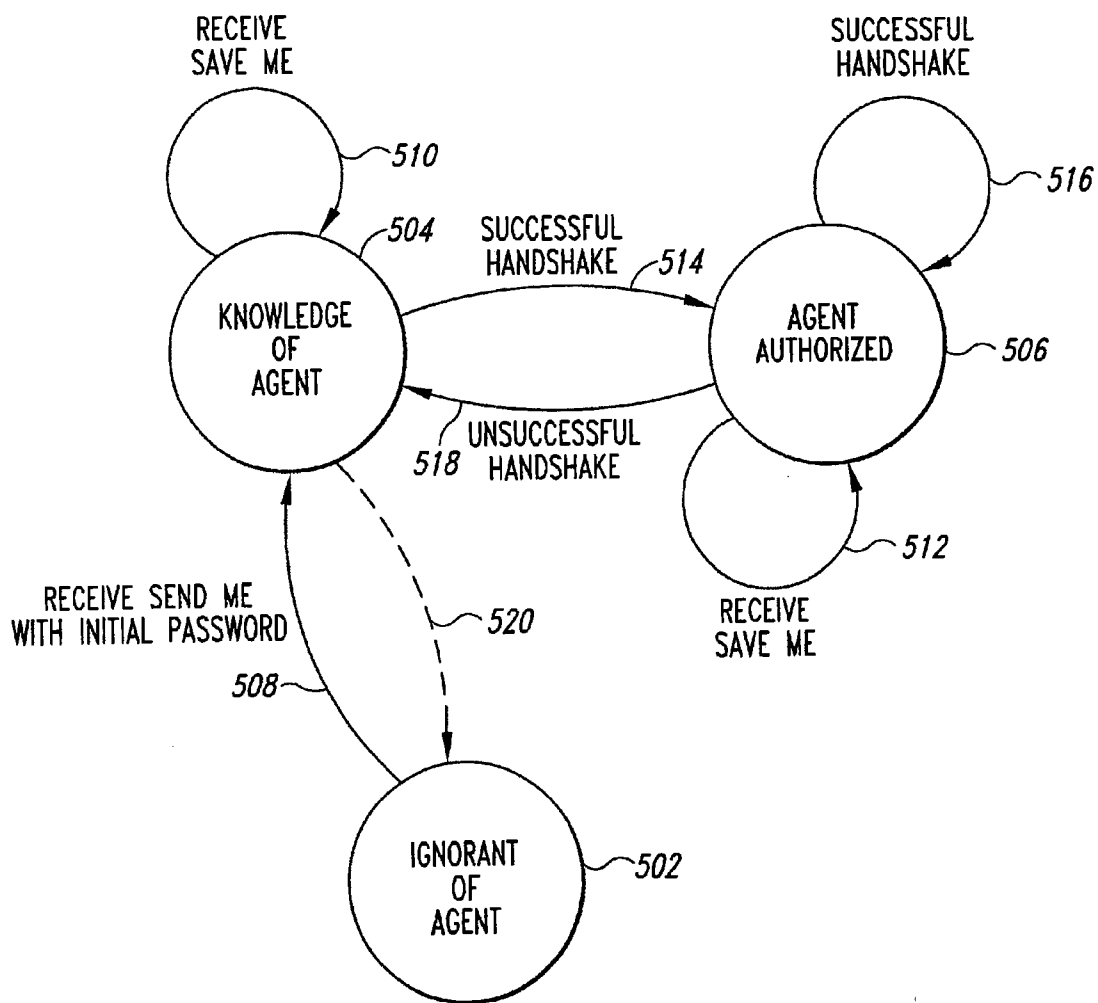 RECEIVE
SAVE ME
510
504
SUCCESSFUL
HANDSHAKE
514
SUCCESSFUL
HANDSHAKE
516
KNOWLEDGE
OF
AGENT
AGENT
AUTHORIZED
506
518
UNSUCCESSFUL
HANDSHAKE
512
RECEIVE
SAVE ME
RECEIVE SEND ME
WITH INITIAL PASSWORD
508
520
IGNORANT
OF
AGENT
502